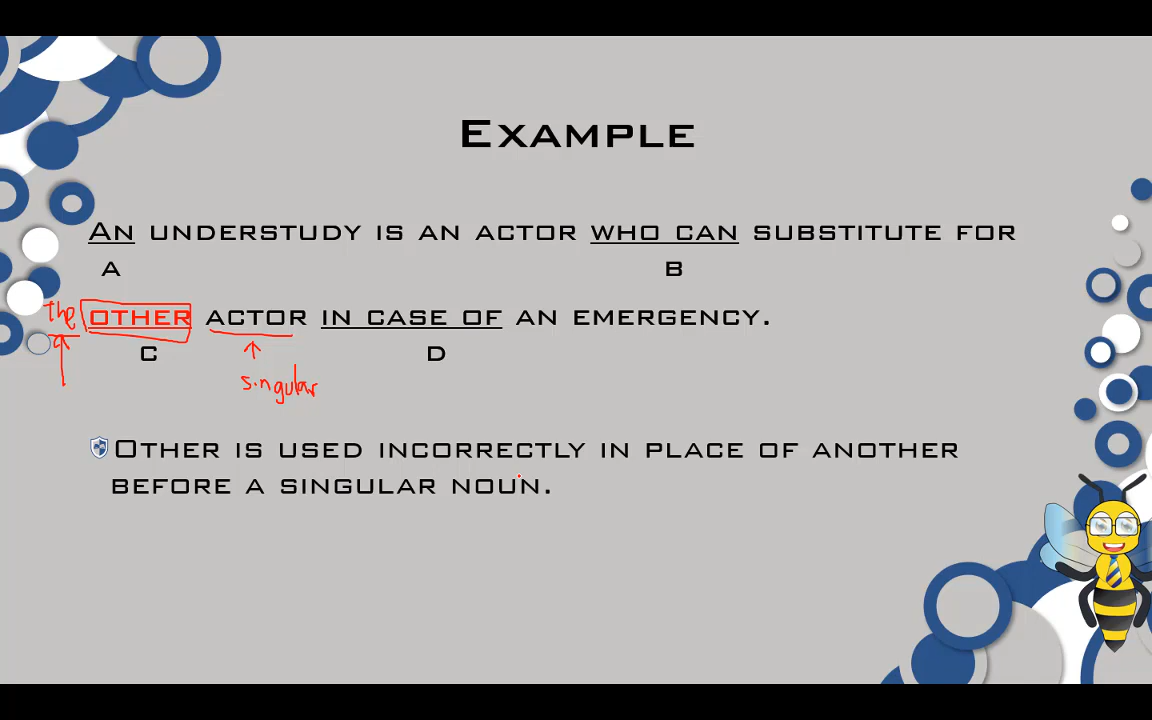 EXAMPLE
AN UNDERSTUDY IS AN ACTOR WHO CAN SUBSTITUTE FOR
A B
the OTHER ACTOR IN CASE OF AN EMERGENCY.
C D
singular
OTHER IS USED INCORRECTLY IN PLACE OF ANOTHER
BEFORE A SINGULAR NOUN.